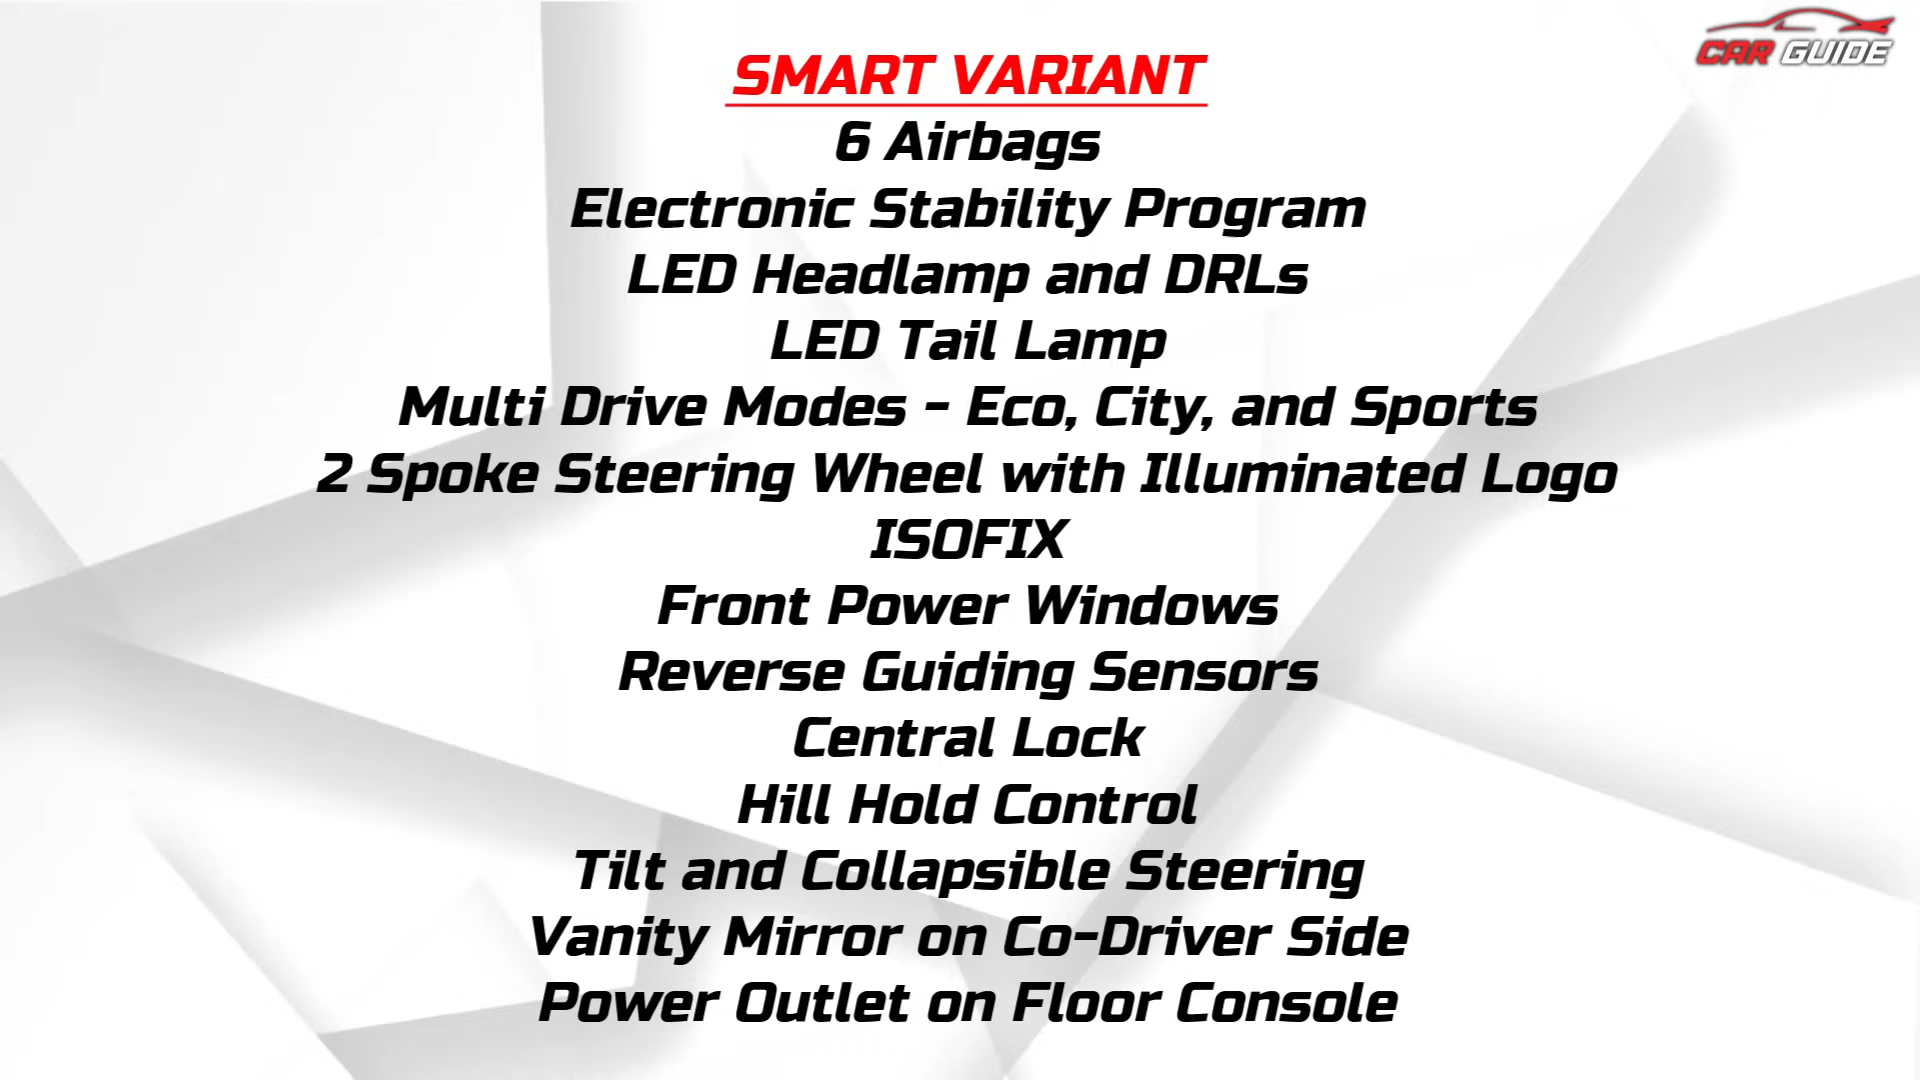 CAR GUIDE
SMART VARIANT
6 Airbags
Electronic Stability Program
LED Headlamp and DRLs
LED Tail Lamp
Multi Drive Modes - Eco, City, and Sports
2 Spoke Steering Wheel with Illuminated Logo
ISOFIX
Front Power Windows
Reverse Guiding Sensors
Central Lock
Hill Hold Control
Tilt and Collapsible Steering
Vanity Mirror on Co-Driver Side
Power Outlet on Floor Console